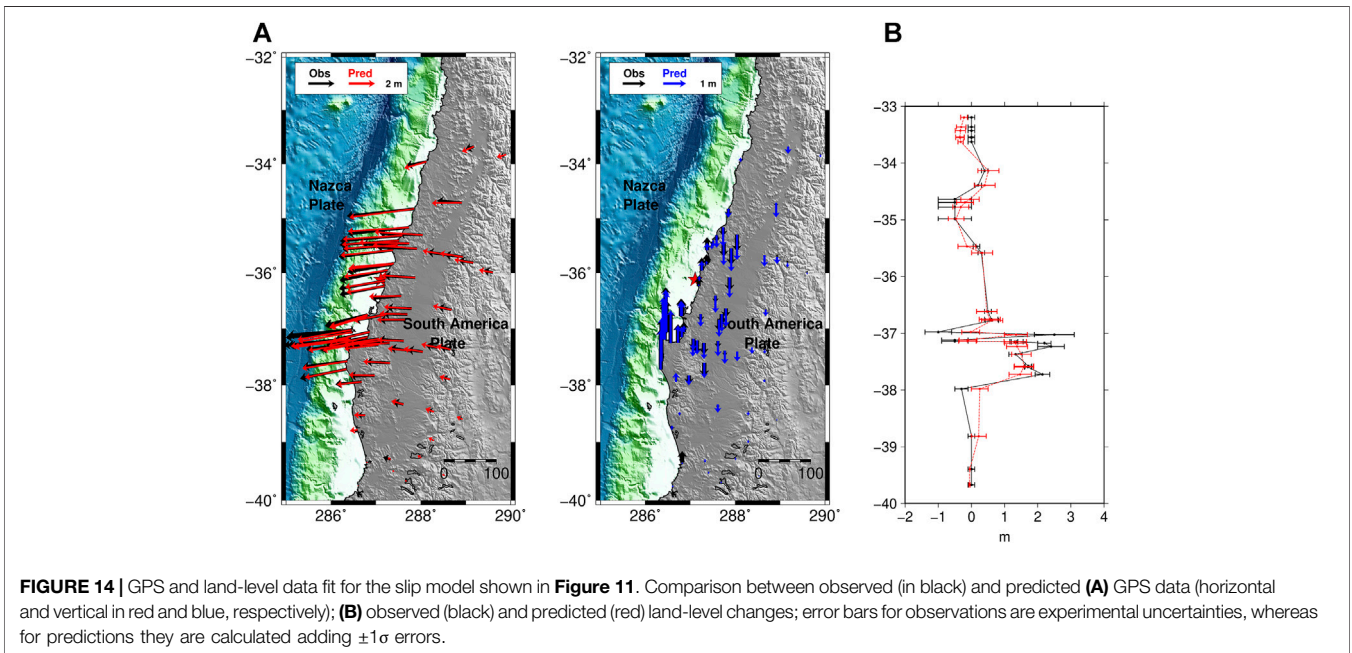 A
B
Obs Pred
2 m
Nazca
Plate
South America
Plate
0 100
−32
−34
−36
−38
−40
286˚ 288˚ 290˚
Obs Pred
1 m
Nazca
Plate
South America
Plate
0 100
−32
−34
−36
−38
−40
286˚ 288˚ 290˚
−33
−34
−35
−36
−37
−38
−39
−40
−2 −1 0 1 2 3 4
m
FIGURE 14 | GPS and land-level data fit for the slip model shown in Figure 11. Comparison between observed (in black) and predicted (A) GPS data (horizontal
and vertical in red and blue, respectively); (B) observed (black) and predicted (red) land-level changes; error bars for observations are experimental uncertainties, whereas
for predictions they are calculated adding ±1σ errors.